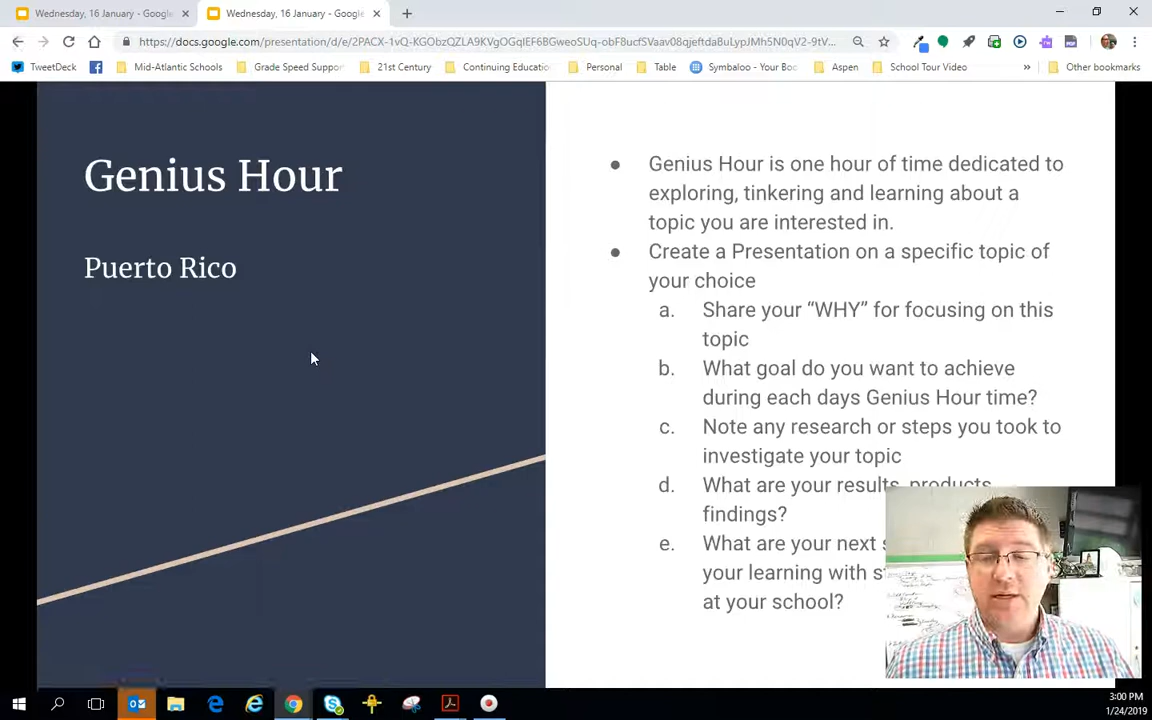 Wednesday, 16 January - Google
Wednesday, 16 January - Google
https://docs.google.com/presentation/d/e/2PACX-1vQ-
TweetDeck
Mid-Atlantic Schools
Grade Speed Suppo
21st Century
Continuing Educatio
Personal
Table
Symbaloo - Your Boo
Aspen
School Tour Video
»
Other bookmarks
Genius Hour
Puerto Rico
● Genius Hour is one hour of time dedicated to
exploring, tinkering and learning about a
topic you are interested in.
● Create a Presentation on a specific topic of
your choice
a. Share your “WHY” for focusing on this
topic
b. What goal do you want to achieve
during each days Genius Hour time?
c. Note any research or steps you took to
investigate your topic
d. What are your results, products,
findings?
e. What are your next
your learning with
at your school?
3:00 PM
1/24/2019